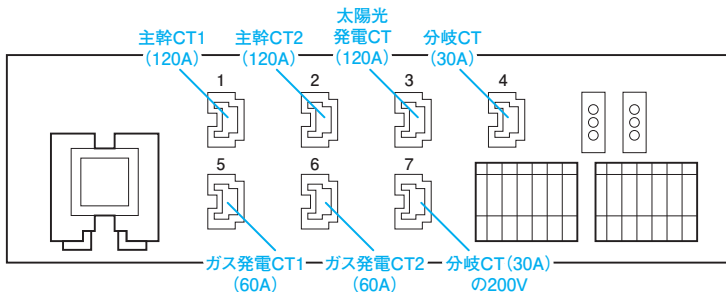 主幹CT1
(120A)
主幹CT2
(120A)
太陽光
発電CT
(120A)
分岐CT
(30A)
1
2
3
4
5
6
7
ガス発電CT1
(60A)
ガス発電CT2
(60A)
分岐CT(30A)
の200V